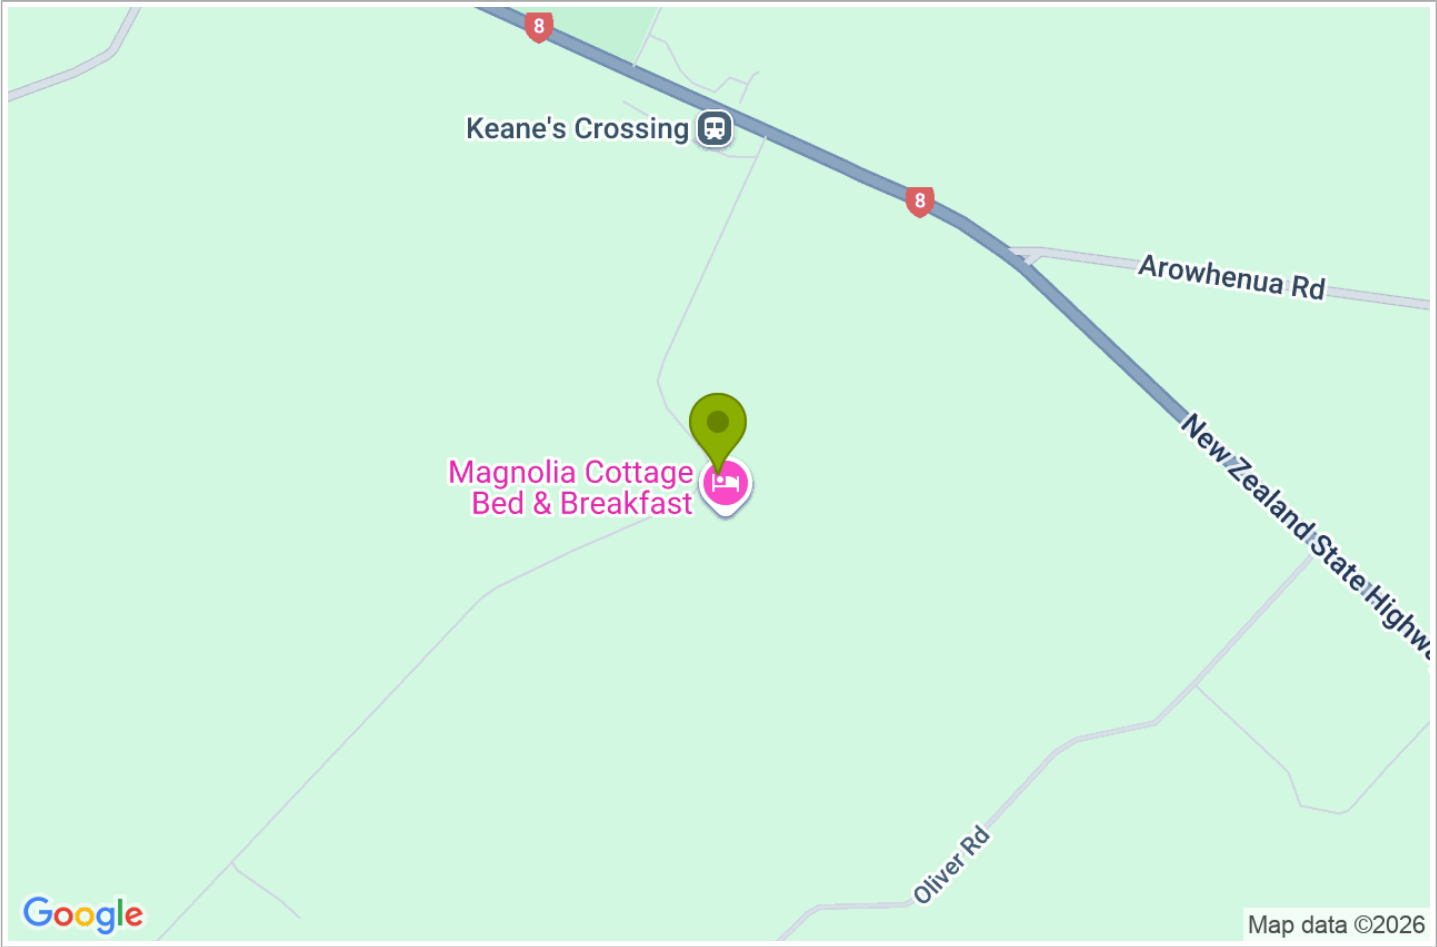 8
Keane's Crossing
8
Arowhenua Rd
Magnolia Cottage
Bed & Breakfast
New Zealand State Highwa
Oliver Rd
Google
Map data ©2026